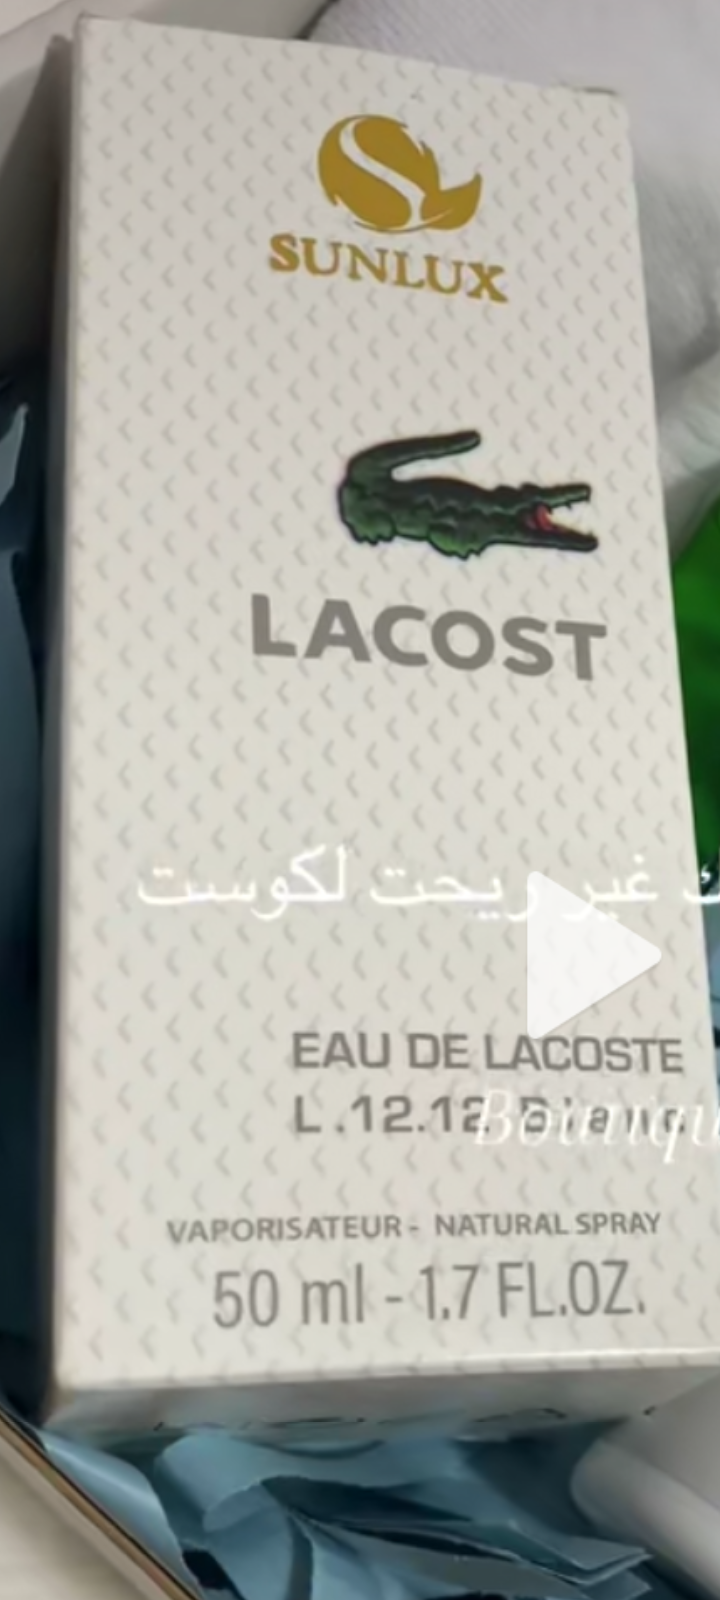 SUNLUX
LACOST
غير ريحت لكوست
EAU DE LACOSTE
L.12.12 Blanc
VAPORISATEUR - NATURAL SPRAY
50 ml - 1.7 FL.OZ.